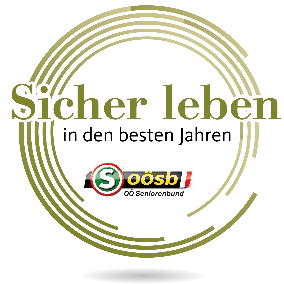 Sicher leben
in den besten Jahren
S oösb
OÖ Seniorenbund